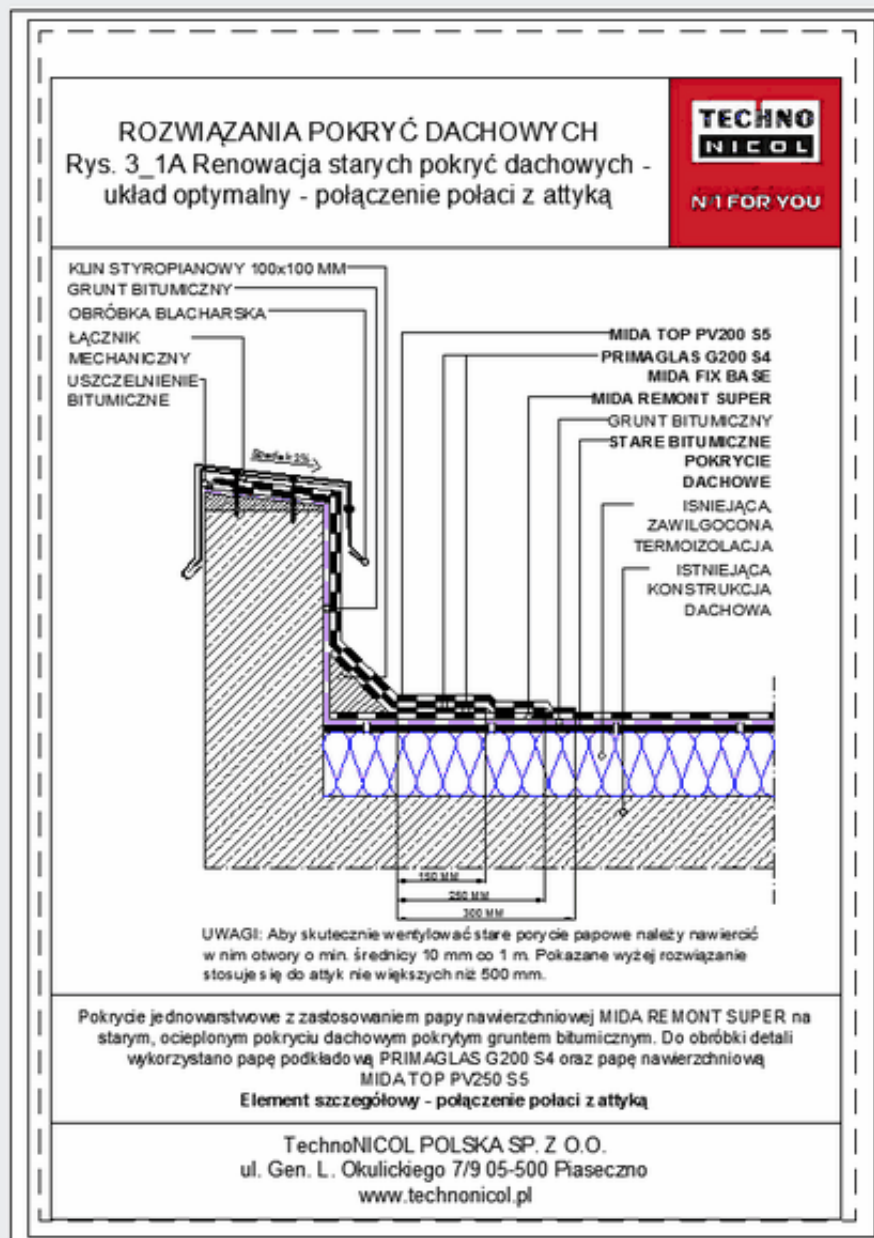 ROZWIĄZANIA POKRYĆ DACHOWYCH
Rys. 3_1A Renowacja starych pokryć dachowych -
układ optymalny - połączenie połaci z attyką
TECHNO
NICOL
№1 FOR YOU
KLIN STYROPIANOWY 100x100 MM
GRUNT BITUMICZNY
OBRÓBKA BLACHARSKA
ŁĄCZNIK
MECHANICZNY
USZCZELNIENIE
BITUMICZNE
MIDA TOP PV200 S5
PRIMAGLAS G200 S4
MIDA FIX BASE
MIDA REMONT SUPER
GRUNT BITUMICZNY
STARE BITUMICZNE
POKRYCIE
DACHOWE
ISNIEJĄCA,
ZAWILGOCONA
TERMOIZOLACJA
ISTNIEJĄCA
KONSTRUKCJA
DACHOWA
150 MM
250 MM
300 MM
UWAGI: Aby skutecznie wentylować stare porycie papowe należy nawiercić
w nim otwory o min. średnicy 10 mm co 1 m. Pokazane wyżej rozwiązanie
stosuje się do attyk nie większych niż 500 mm.
Pokrycie jednowarstwowe z zastosowaniem papy nawierzchniowej MIDA REMONT SUPER na
starym, ocieplonym pokryciu dachowym pokrytym gruntem bitumicznym. Do obróbki detali
wykorzystano papę podkładową PRIMAGLAS G200 S4 oraz papę nawierzchniową
MIDA TOP PV250 S5
Element szczegółowy - połączenie połaci z attyką
TechnoNICOL POLSKA SP. Z O.O.
ul. Gen. L. Okulickiego 7/9 05-500 Piaseczno
www.technonicol.pl